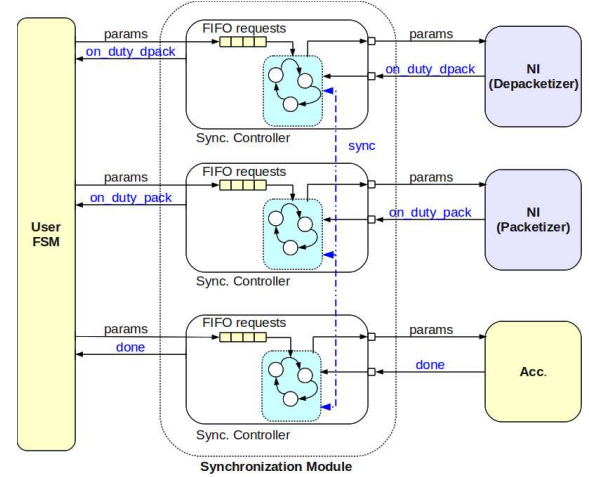 FIFO requests
params
params
on_duty_dpack
on_duty_dpack
NI
(Depacketizer)
Sync. Controller
sync
FIFO requests
params
params
on_duty_pack
on_duty_pack
NI
(Packetizer)
User
FSM
Sync. Controller
FIFO requests
params
params
done
done
Acc.
Sync. Controller
Synchronization Module